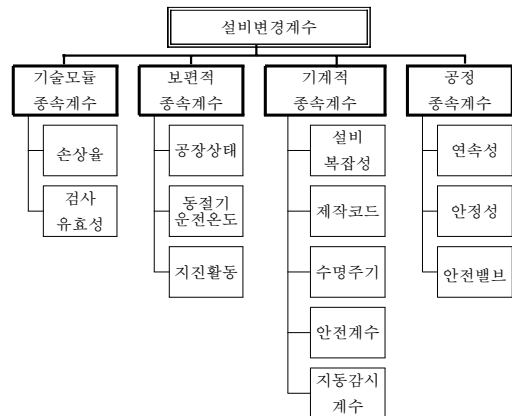 설비변경계수
기술모듈
종속계수
보편적
종속계수
기계적
종속계수
공정
종속계수
손상율
검사
유효성
공장상태
동절기
운전온도
지진활동
설비
복잡성
제작코드
수명주기
안전계수
지동감시
계수
연속성
안정성
안전밸브